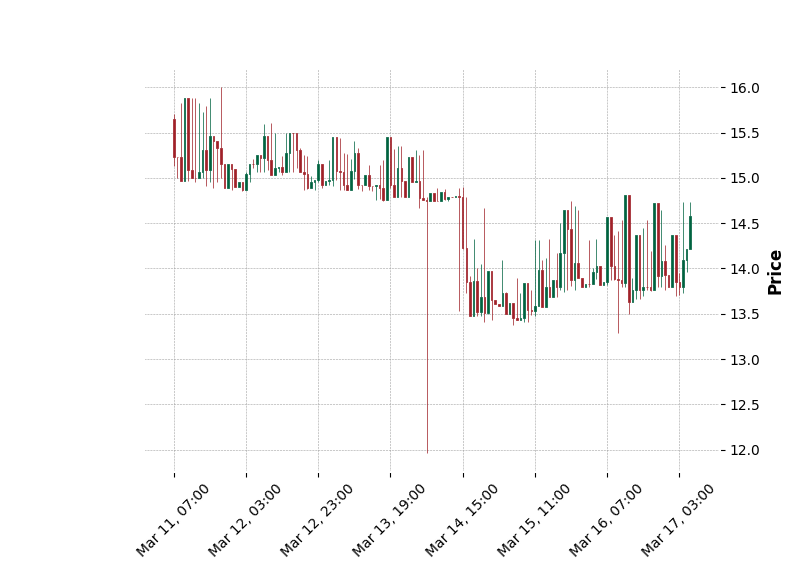 16.0
15.5
15.0
14.5
14.0
13.5
13.0
12.5
12.0
Price
Mar 11, 07:00
Mar 12, 03:00
Mar 12, 23:00
Mar 13, 19:00
Mar 14, 15:00
Mar 15, 11:00
Mar 16, 07:00
Mar 17, 03:00